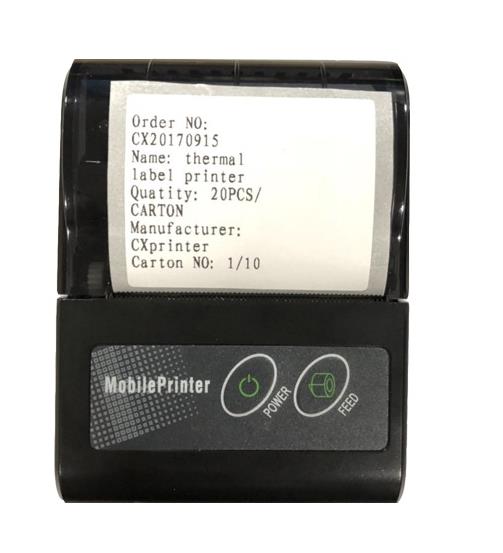 Order NO:
CX20170915
Name: thermal
label printer
Quatity: 20PCS/
CARTON
Manufacturer:
CXprinter
Carton NO: 1/10
MobilePrinter
POWER
FEED